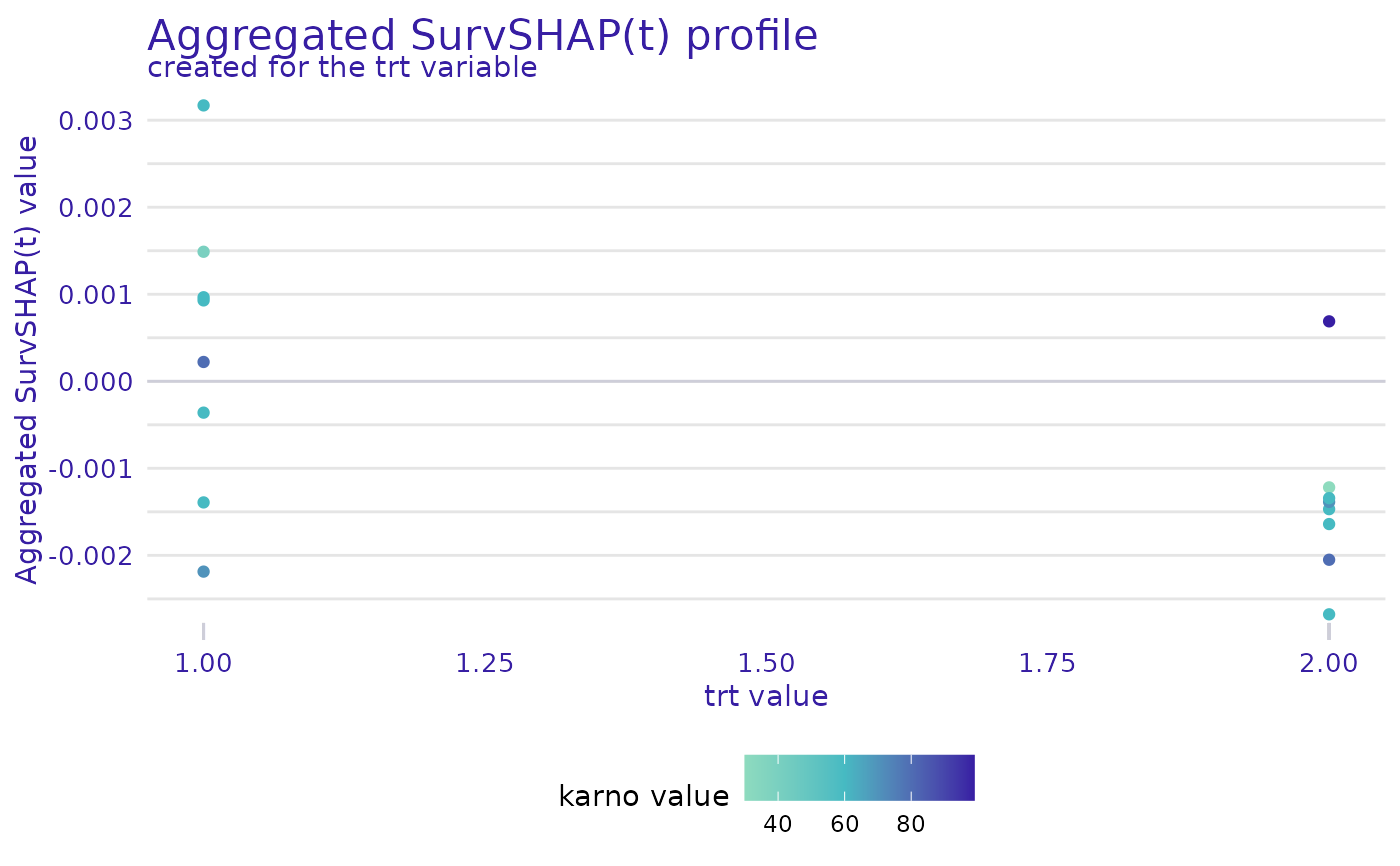 Aggregated SurvSHAP(t) profile
created for the trt variable
Aggregated SurvSHAP(t) value
0.003
0.002
0.001
0.000
-0.001
-0.002
1.00 1.25 1.50 1.75 2.00
trt value
karno value
40 60 80